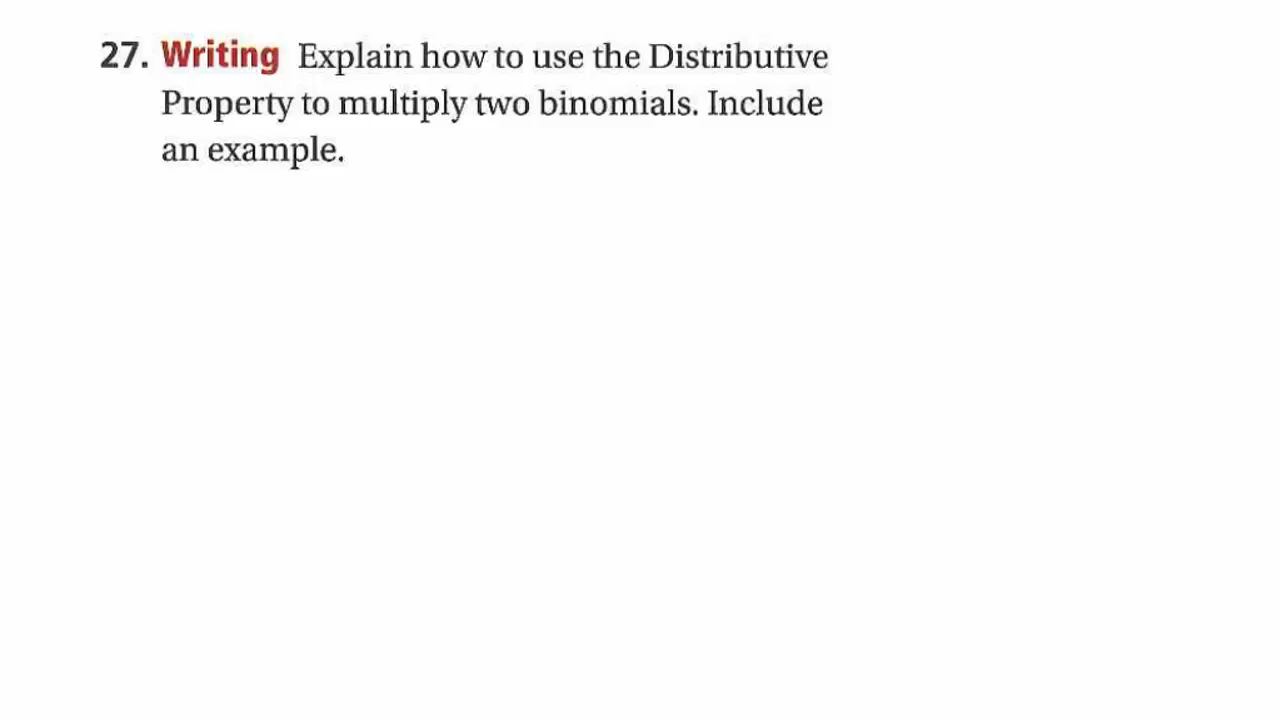 27. Writing Explain how to use the Distributive
Property to multiply two binomials. Include
an example.